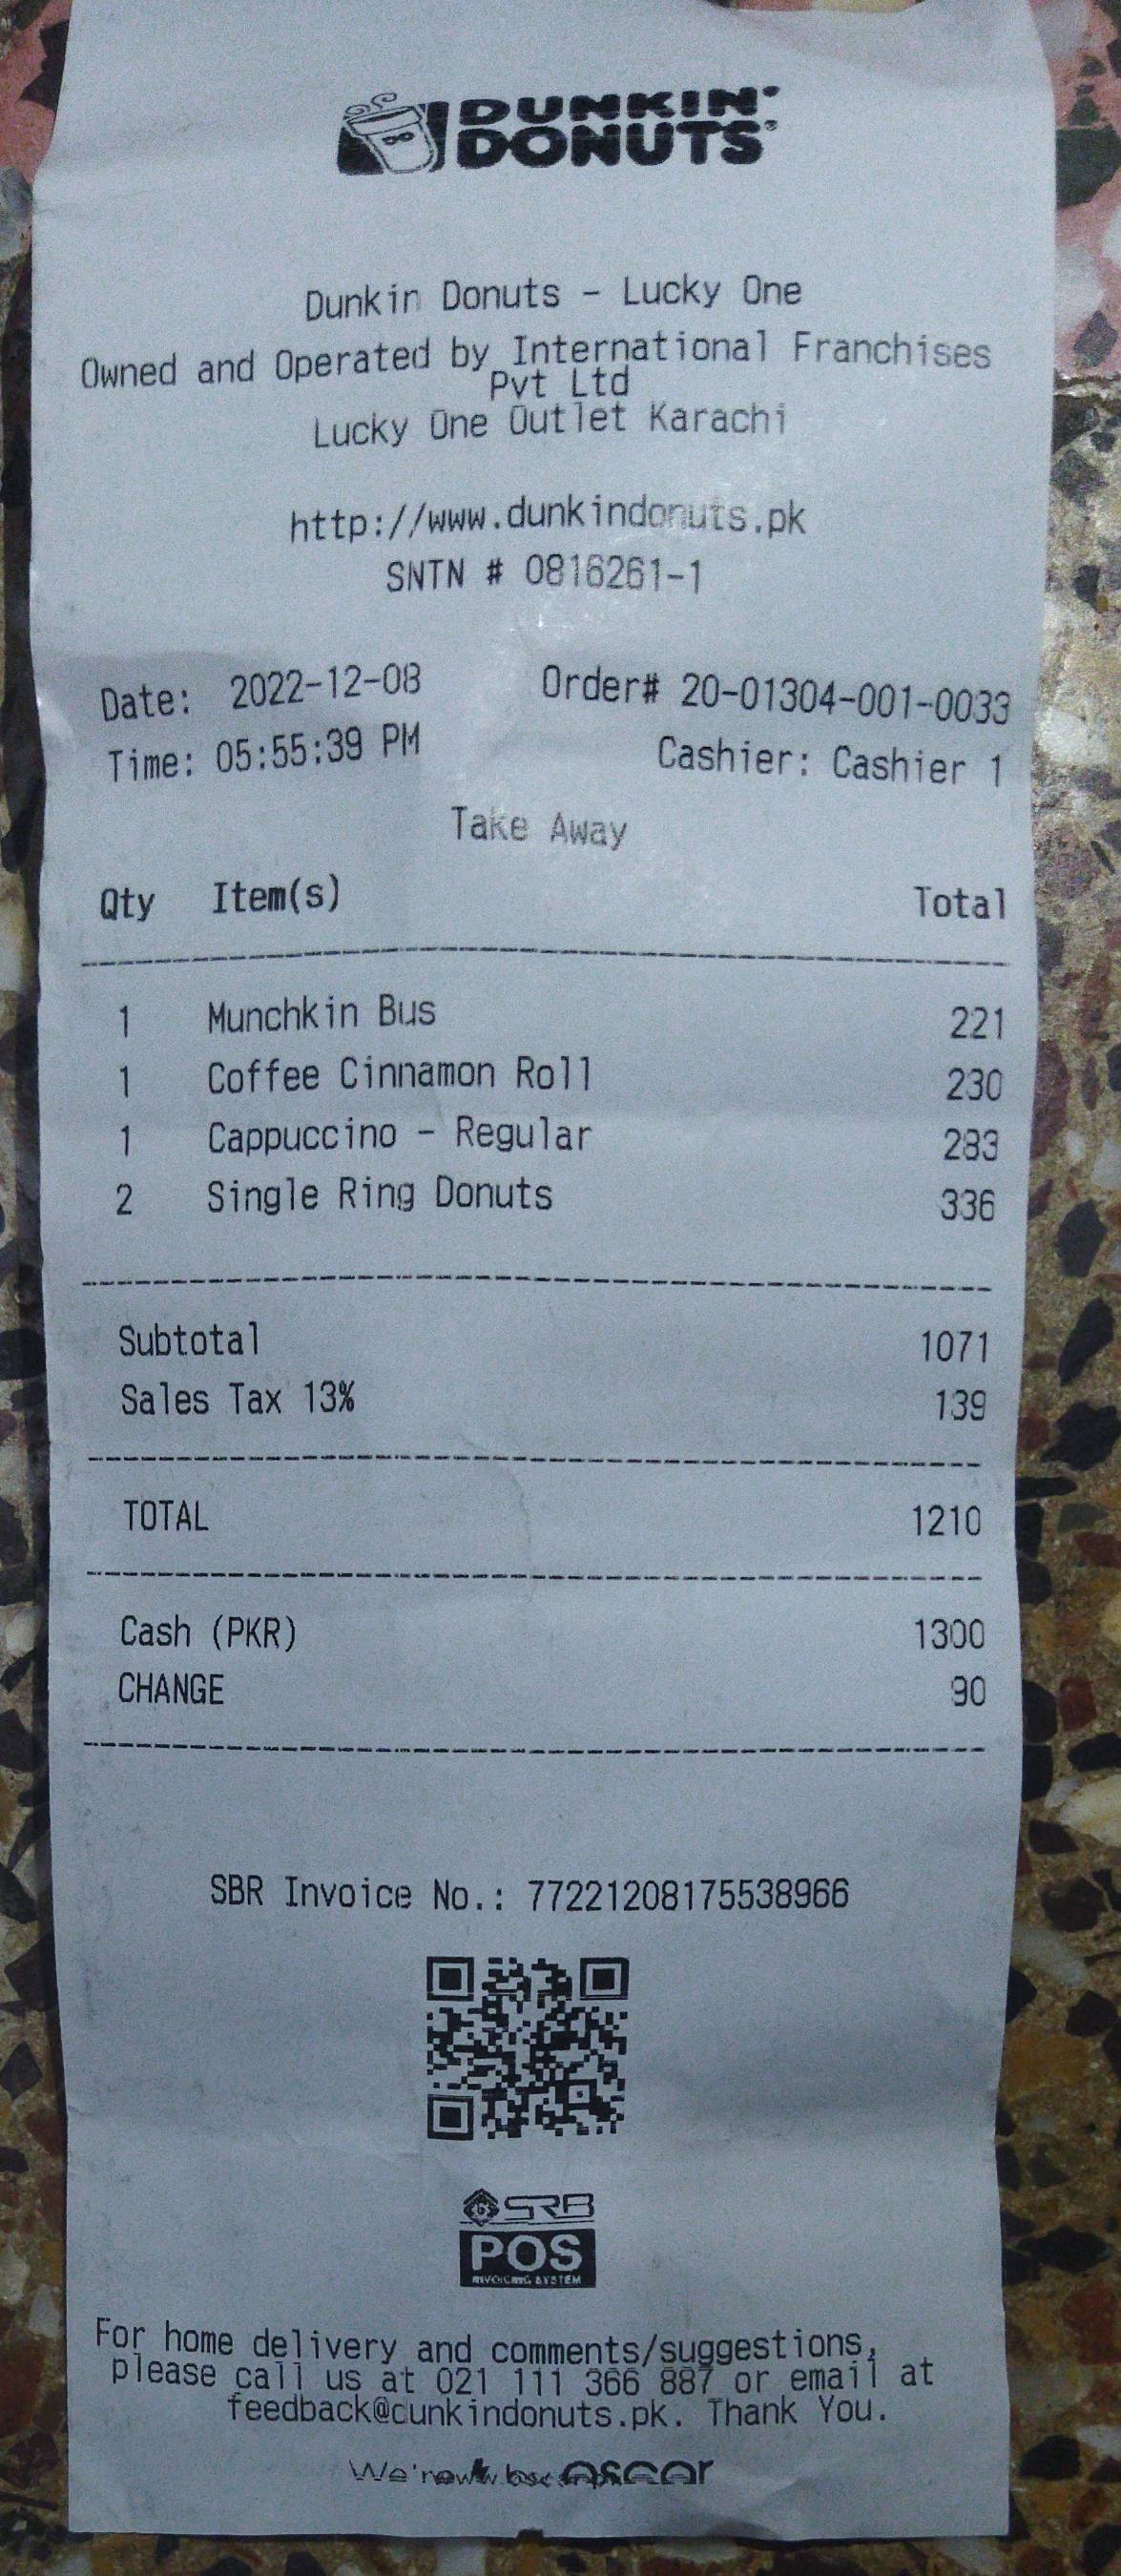 DUNKIN'
DONUTS
Dunkin Donuts - Lucky One
Owned and Operated by International Franchises
Pvt Ltd
Lucky One Outlet Karachi
http://www.dunkindonuts.pk
SNTN # 0816261-1
Date: 2022-12-08 Order# 20-01304-001-0033
Time: 05:55:39 PM Cashier: Cashier 1
Take Away
Qty Item(s) Total
1 Munchkin Bus 221
1 Coffee Cinnamon Roll 230
1 Cappuccino - Regular 283
2 Single Ring Donuts 336
Subtotal 1071
Sales Tax 13% 139
TOTAL 1210
Cash (PKR) 1300
CHANGE 90
SBR Invoice No.: 77221208175538966
SRB
POS
INVOICING SYSTEM
For home delivery and comments/suggestions,
please call us at 021 111 366 887 or email at
feedback@dunkindonuts.pk. Thank You.
We're by oscar